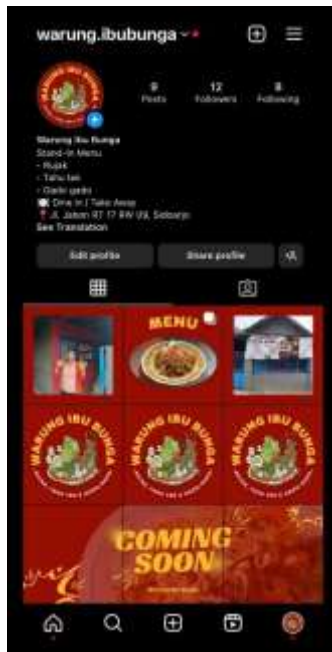 warung.ibubunga
9 12 8
Posts Followers Following
Warung Ibu Bunga
Stand-In Menu
- Rujak
- Tahu tek
- Gado gado
Dine In / Take Away
Jl. Jabon RT 17 RW 09, Sidoarjo
See Translation
Edit profile Share profile
MENU
WARUNG IBU BUNGA
WARUNG IBU BUNGA
WARUNG IBU BUNGA
COMING
SOON